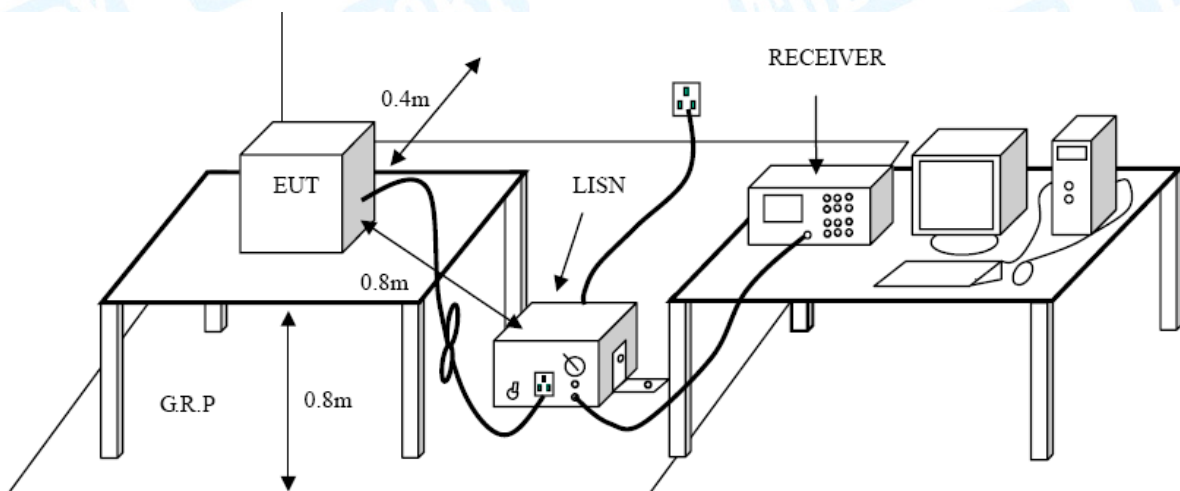 RECEIVER
0.4m
EUT
LISN
0.8m
G.R.P
0.8m